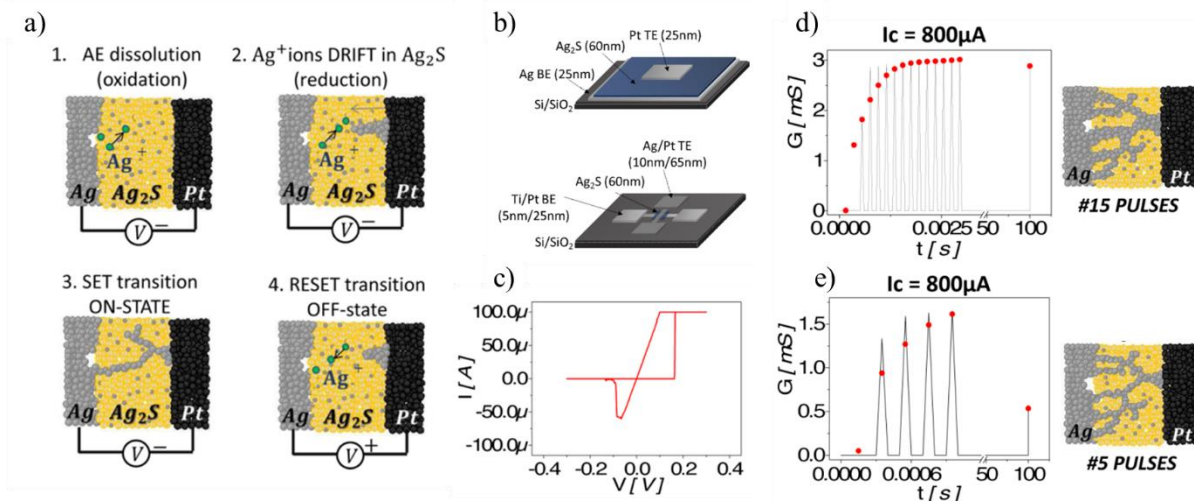 a)
1. AE dissolution
(oxidation)
Ag⁺
Ag Ag₂S Pt
V −
2. Ag⁺ions DRIFT in Ag₂S
(reduction)
Ag⁺
Ag Ag₂S Pt
V −
3. SET transition
ON-STATE
Ag Ag₂S Pt
V −
4. RESET transition
OFF-state
Ag⁺
Ag Ag₂S Pt
V +
b)
Pt TE (25nm)
Ag₂S (60nm)
Ag BE (25nm)
Si/SiO₂
Ag/Pt TE
(10nm/65nm)
Ag₂S (60nm)
Ti/Pt BE
(5nm/25nm)
Si/SiO₂
c)
I [A]
100.0µ
50.0µ
0.0
-50.0µ
-100.0µ
-0.4 -0.2 0.0 0.2 0.4
V [V]
d)
Ic = 800µA
G [mS]
3
2
1
0
0.0000 0.0025 50 100
t [s]
Ag Pt
#15 PULSES
e)
Ic = 800µA
G [mS]
1.5
1.0
0.5
0.0
0.0000 0.0006 50 100
t [s]
Ag Pt
#5 PULSES